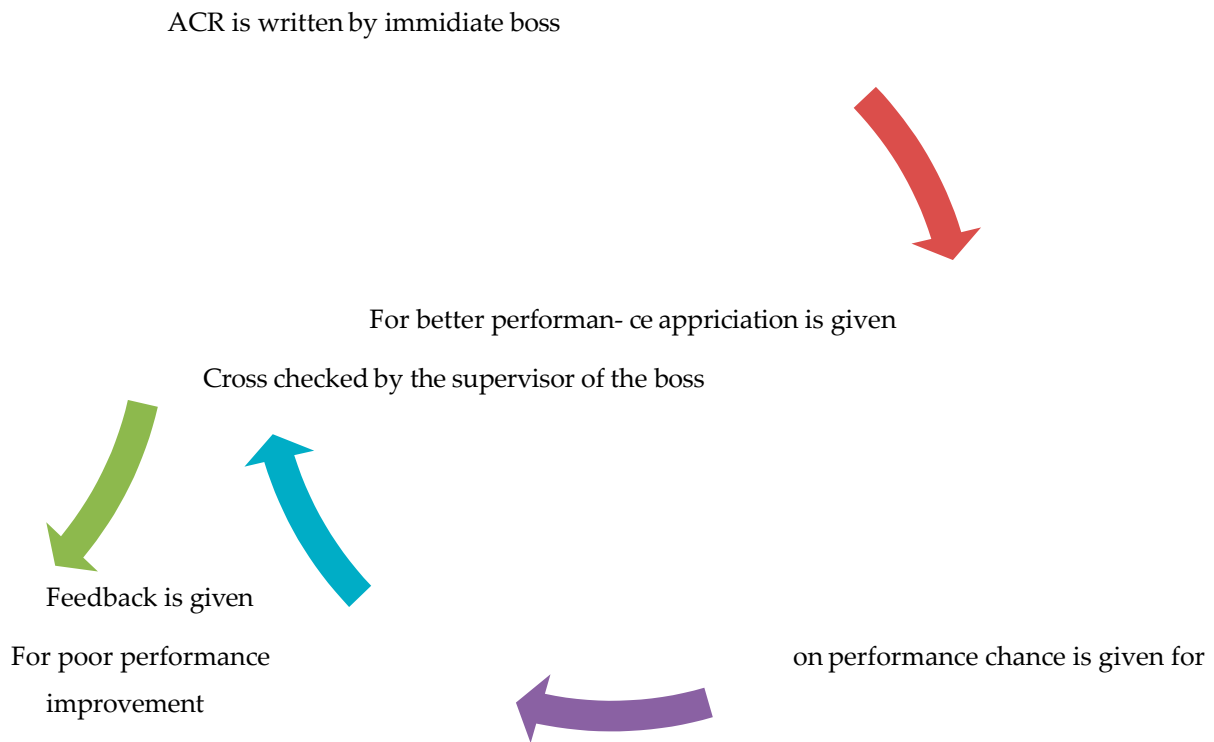 ACR is written by immidiate boss
For better performan- ce appriciation is given
Cross checked by the supervisor of the boss
Feedback is given
For poor performance on performance chance is given for
improvement